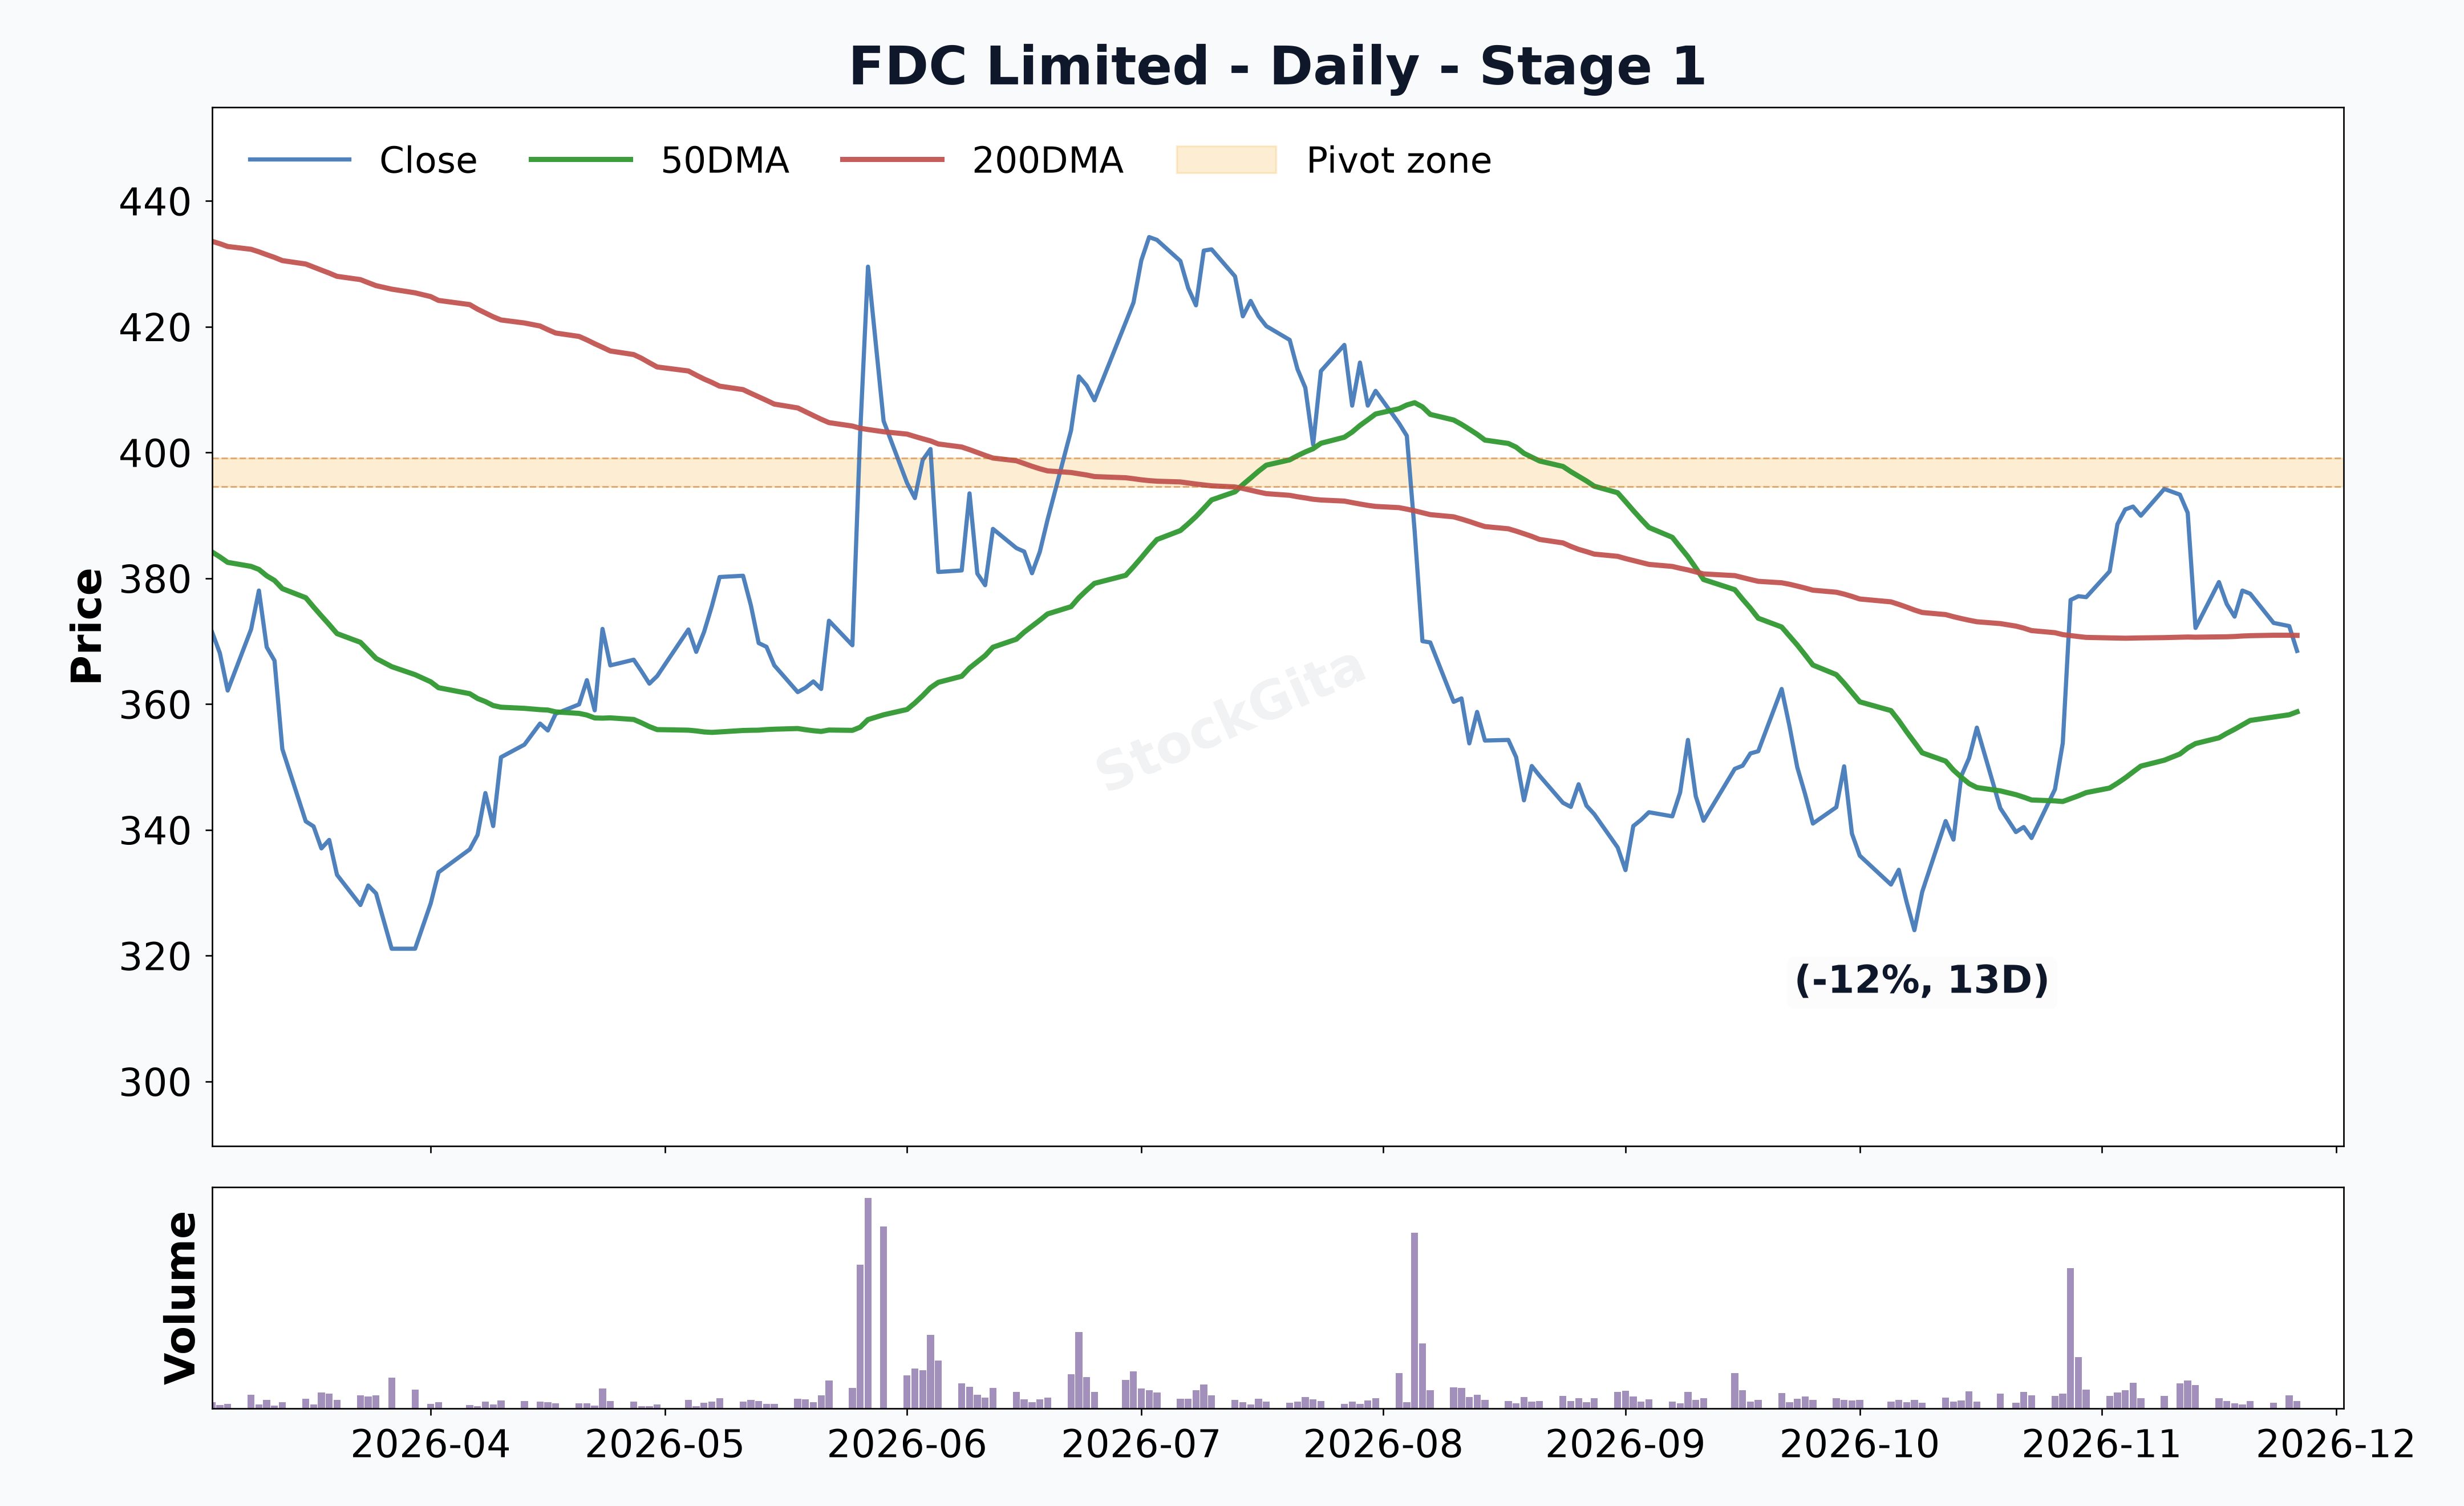 FDC Limited - Daily - Stage 1
Close 50DMA 200DMA Pivot zone
440
420
400
380
360
340
320
300
Price
StockGita
(-12%, 13D)
Volume
2026-04 2026-05 2026-06 2026-07 2026-08 2026-09 2026-10 2026-11 2026-12